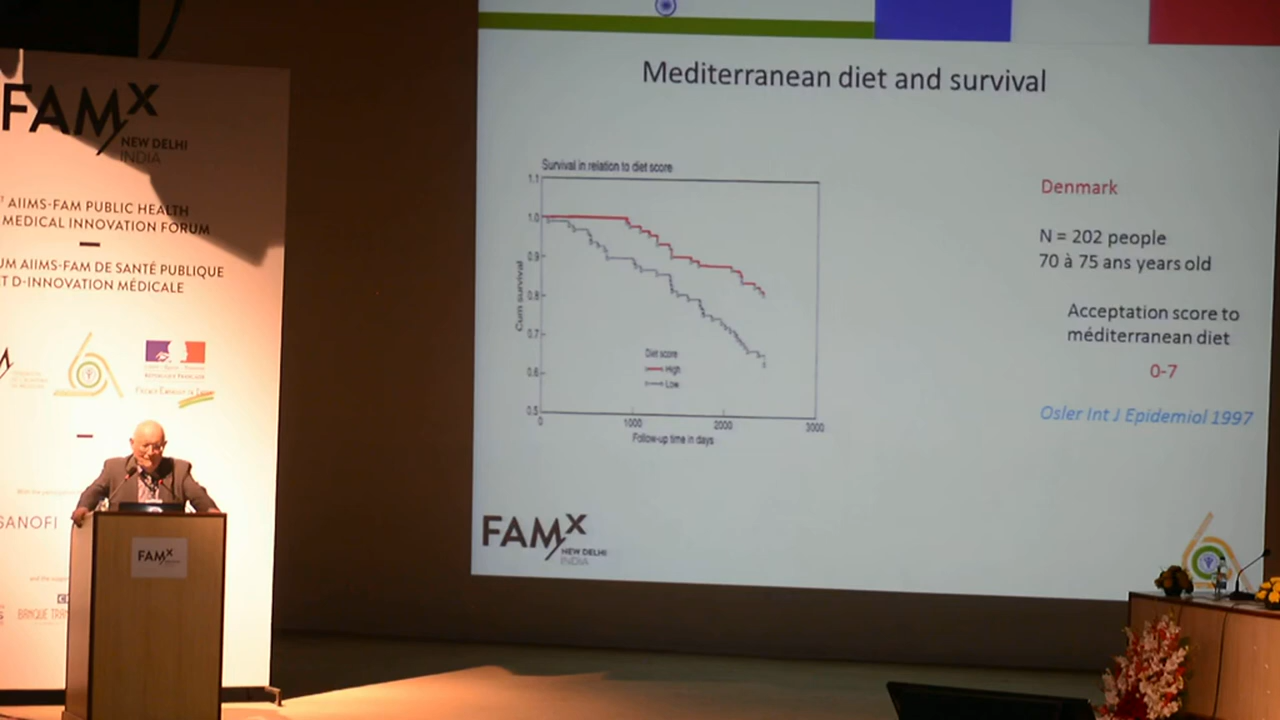 FAMX
NEW DELHI
INDIA
AIIMS-FAM PUBLIC HEALTH
MEDICAL INNOVATION FORUM
UM AIIMS-FAM DE SANTÉ PUBLIQUE
ET D-INNOVATION MÉDICALE
SANOFI
FAMX
Mediterranean diet and survival
Survival in relation to diet score
1.1
1.0
0.9
0.8
0.7
0.6
0.5
Cum survival
Diet score
High
Low
0
1000
2000
3000
Follow-up time in days
Denmark
N = 202 people
70 à 75 ans years old
Acceptation score to
méditerranean diet
0-7
Osler Int J Epidemiol 1997
FAMX
NEW DELHI
INDIA